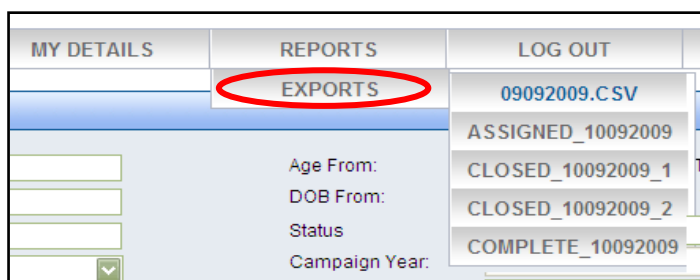 MY DETAILS REPORTS LOG OUT
EXPORTS 09092009.CSV
ASSIGNED_10092009
Age From: CLOSED_10092009_1
DOB From: CLOSED_10092009_2
Status COMPLETE_10092009
Campaign Year: